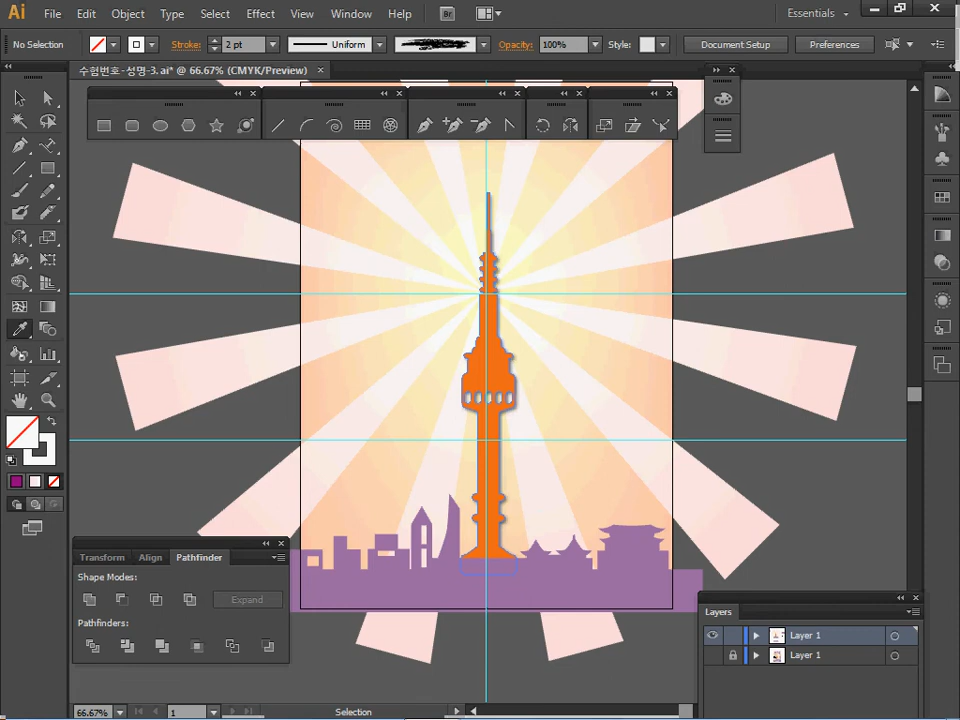 Ai File Edit Object Type Select Effect View Window Help Br Essentials
No Selection Stroke: 2 pt Uniform Opacity: 100% Style: Document Setup Preferences
수험번호-성명-3.ai* @ 66.67% (CMYK/Preview)
Transform Align Pathfinder
Shape Modes:
Expand
Pathfinders:
Layers
Layer 1
Layer 1
66.67% 1 Selection